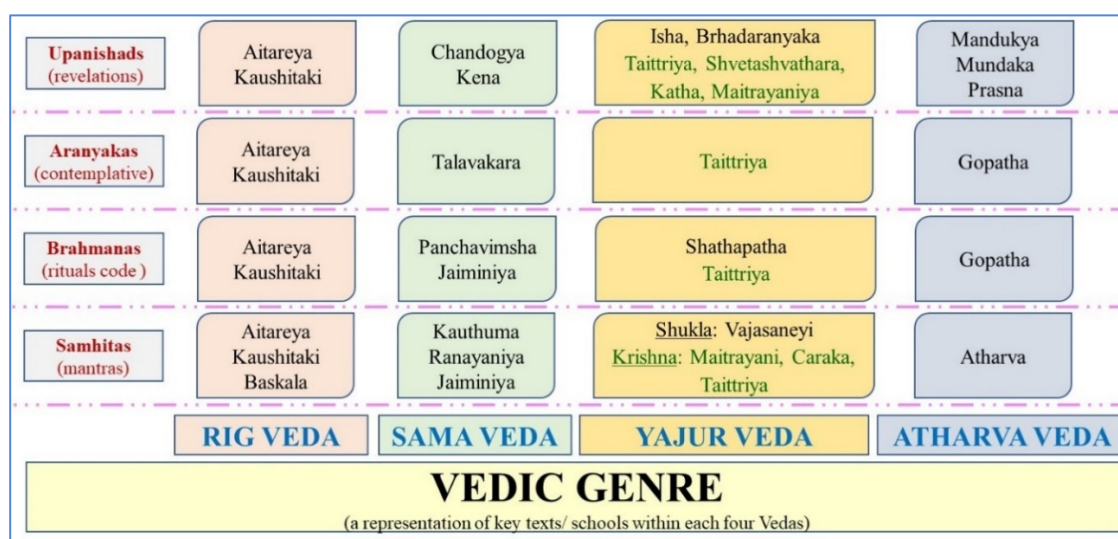 Upanishads
(revelations)
Aitareya
Kaushitaki
Chandogya
Kena
Isha, Brhadaranyaka
Taittriya, Shvetashvathara,
Katha, Maitrayaniya
Mandukya
Mundaka
Prasna
Aranyakas
(contemplative)
Aitareya
Kaushitaki
Talavakara
Taittriya
Gopatha
Brahmanas
(rituals code )
Aitareya
Kaushitaki
Panchavimsha
Jaiminiya
Shathapatha
Taittriya
Gopatha
Samhitas
(mantras)
Aitareya
Kaushitaki
Baskala
Kauthuma
Ranayaniya
Jaiminiya
Shukla: Vajasaneyi
Krishna: Maitrayani, Caraka,
Taittriya
Atharva
RIG VEDA
SAMA VEDA
YAJUR VEDA
ATHARVA VEDA
VEDIC GENRE
(a representation of key texts/ schools within each four Vedas)